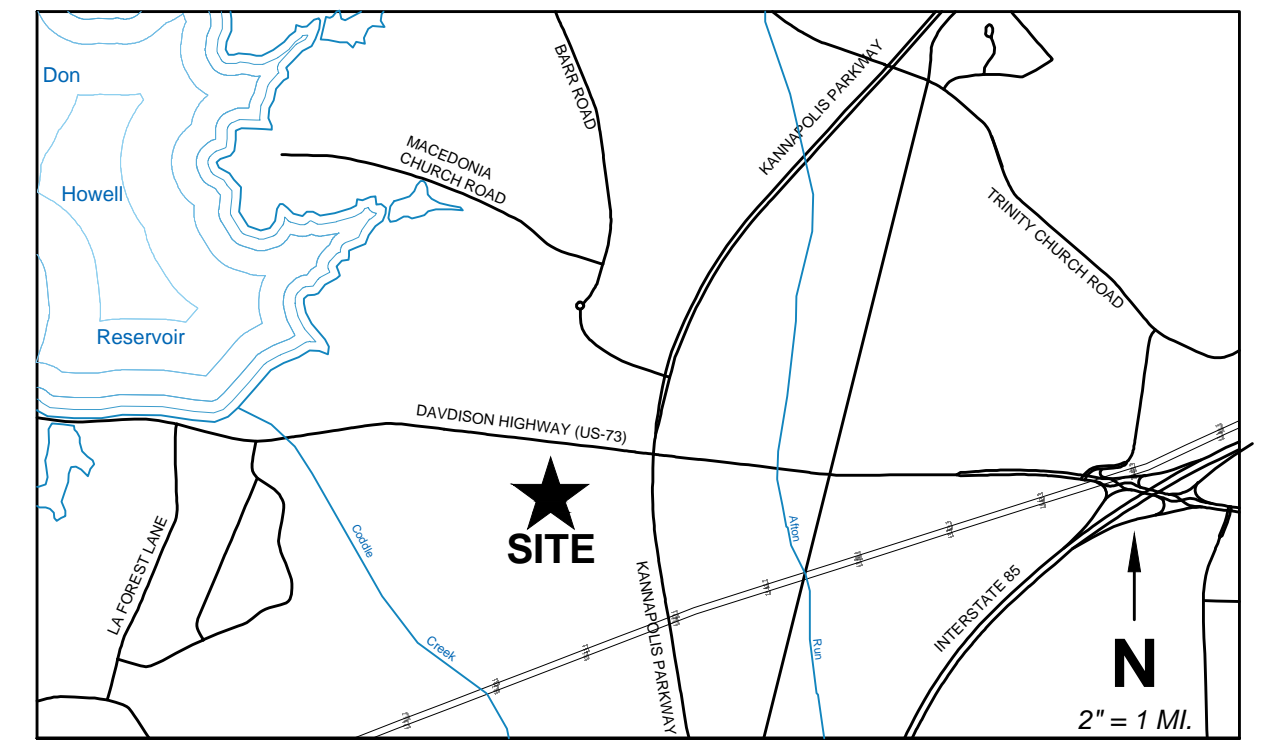 Don
Howell
Reservoir
BARR ROAD
MACEDONIA
CHURCH ROAD
KANNAPOLIS PARKWAY
TRINITY CHURCH ROAD
DAVDISON HIGHWAY (US-73)
SITE
LA FOREST LANE
Coddle
Creek
KANNAPOLIS PARKWAY
Afton
Run
INTERSTATE 85
N
2" = 1 MI.